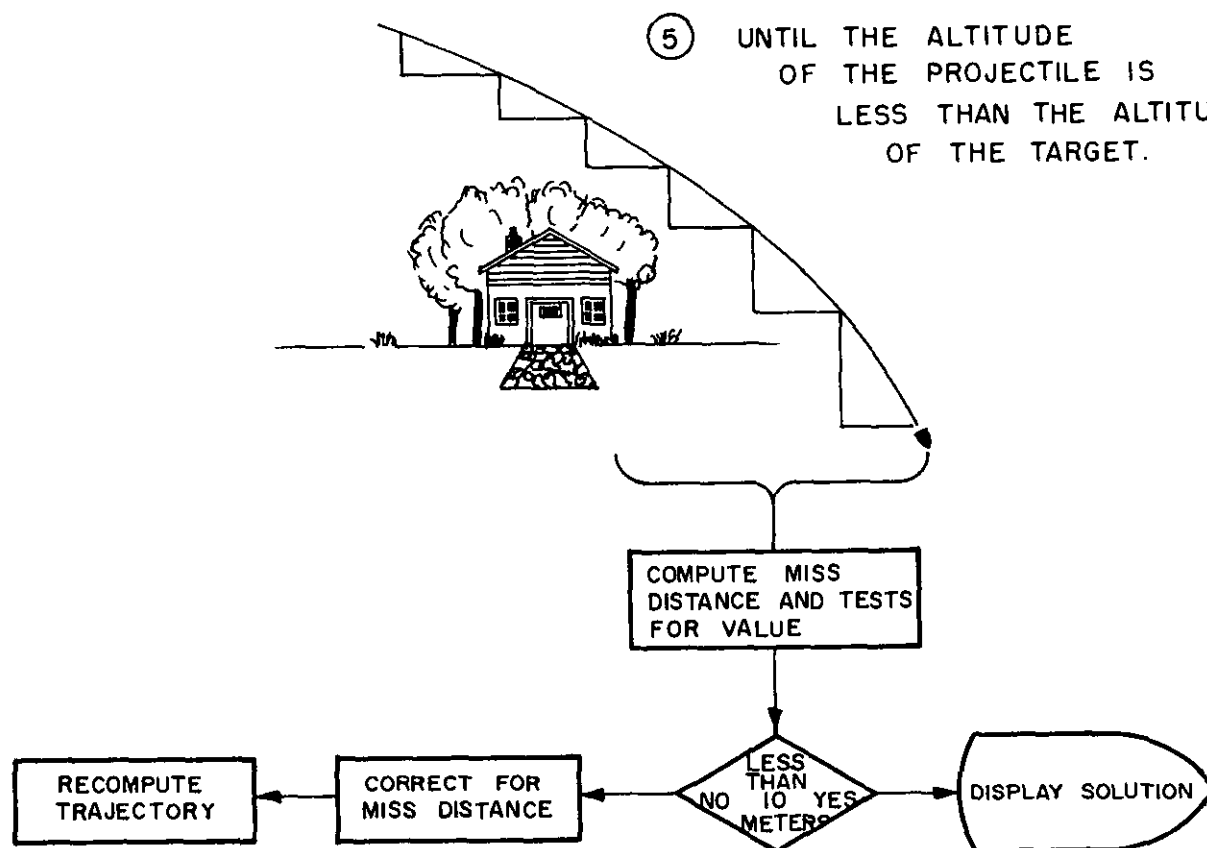 5 UNTIL THE ALTITUDE
OF THE PROJECTILE IS
LESS THAN THE ALTITU
OF THE TARGET.
COMPUTE MISS
DISTANCE AND TESTS
FOR VALUE
LESS
THAN
NO 10 YES
METERS
DISPLAY SOLUTION
CORRECT FOR
MISS DISTANCE
RECOMPUTE
TRAJECTORY